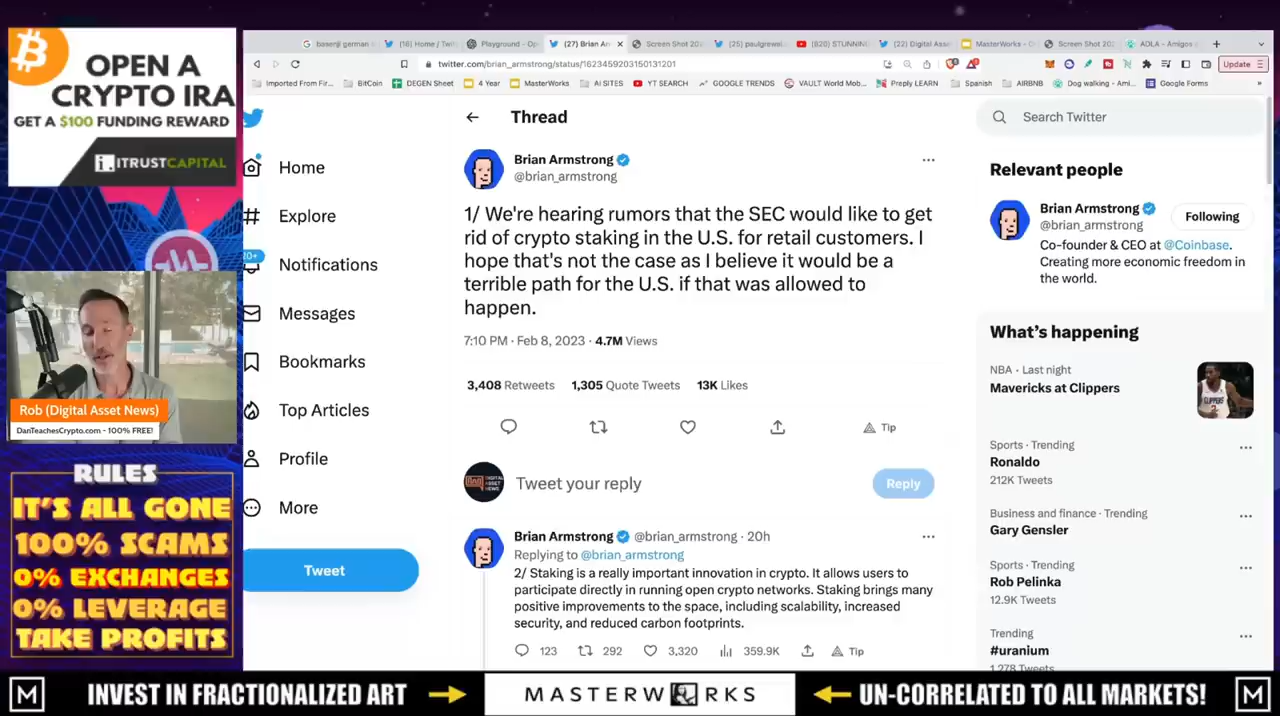 OPEN A
CRYPTO IRA
GET A $100 FUNDING REWARD
ITRUSTCAPITAL
Rob (Digital Asset News)
DanTeachesCrypto.com - 100% FREE!
RULES
IT'S ALL GONE
100% SCAMS
0% EXCHANGES
0% LEVERAGE
TAKE PROFITS
basenji german s
(18) Home / Twit
Playground - Op
(27) Brian Ar
Screen Shot 202
(25) paulgrewal
(820) STUNNIN
(22) Digital Asse
MasterWorks - D
Screen Shot 202
ADLA - Amigos d
twitter.com/brian_armstrong/status/1623459203150131201
Update
Imported From Fir...
BitCoin
DEGEN Sheet
4 Year
MasterWorks
AI SITES
YT SEARCH
GOOGLE TRENDS
VAULT World Mob...
Preply LEARN
Spanish
AIRBNB
Dog walking - Ami...
Google Forms
Home
Explore
20+
Notifications
Messages
Bookmarks
Top Articles
Profile
More
Tweet
Thread
Brian Armstrong
@brian_armstrong
1/ We're hearing rumors that the SEC would like to get
rid of crypto staking in the U.S. for retail customers. I
hope that's not the case as I believe it would be a
terrible path for the U.S. if that was allowed to
happen.
7:10 PM · Feb 8, 2023 · 4.7M Views
3,408 Retweets 1,305 Quote Tweets 13K Likes
Tip
Tweet your reply
Reply
Brian Armstrong @brian_armstrong · 20h
Replying to @brian_armstrong
2/ Staking is a really important innovation in crypto. It allows users to
participate directly in running open crypto networks. Staking brings many
positive improvements to the space, including scalability, increased
security, and reduced carbon footprints.
123 292 3,320 359.9K Tip
Search Twitter
Relevant people
Brian Armstrong
@brian_armstrong
Following
Co-founder & CEO at @Coinbase.
Creating more economic freedom in
the world.
What's happening
NBA · Last night
Mavericks at Clippers
Sports · Trending
Ronaldo
212K Tweets
Business and finance · Trending
Gary Gensler
Sports · Trending
Rob Pelinka
12.9K Tweets
Trending
#uranium
1,278 Tweets
M INVEST IN FRACTIONALIZED ART
MASTERWORKS
UN-CORRELATED TO ALL MARKETS! M